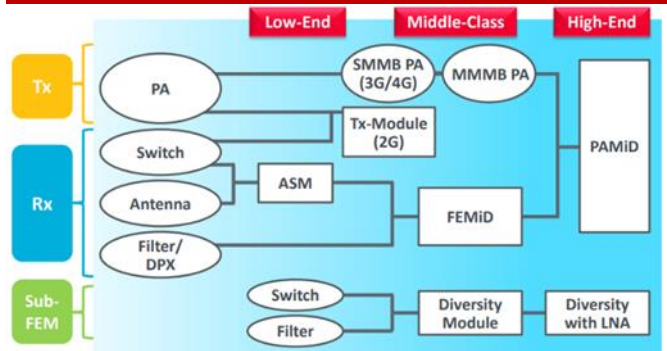 Low-End
Middle-Class
High-End
Tx
PA
SMMB PA
(3G/4G)
MMMB PA
Tx-Module
(2G)
PAMiD
Rx
Switch
Antenna
ASM
FEMiD
Filter/
DPX
Sub-
FEM
Switch
Filter
Diversity
Module
Diversity
with LNA